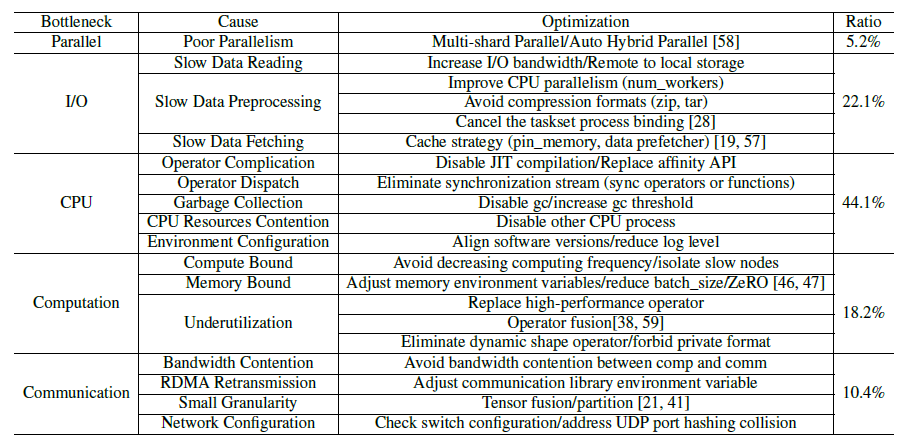 Bottleneck Cause Optimization Ratio
Parallel Poor Parallelism Multi-shard Parallel/Auto Hybrid Parallel [58] 5.2%
Slow Data Reading Increase I/O bandwidth/Remote to local storage
Improve CPU parallelism (num_workers)
I/O Slow Data Preprocessing Avoid compression formats (zip, tar) 22.1%
Cancel the taskset process binding [28]
Slow Data Fetching Cache strategy (pin_memory, data prefetcher) [19, 57]
Operator Complication Disable JIT compilation/Replace affinity API
Operator Dispatch Eliminate synchronization stream (sync operators or functions)
CPU Garbage Collection Disable gc/increase gc threshold 44.1%
CPU Resources Contention Disable other CPU process
Environment Configuration Align software versions/reduce log level
Compute Bound Avoid decreasing computing frequency/isolate slow nodes
Memory Bound Adjust memory environment variables/reduce batch_size/ZeRO [46, 47]
Computation Replace high-performance operator 18.2%
Underutilization Operator fusion[38, 59]
Eliminate dynamic shape operator/forbid private format
Bandwidth Contention Avoid bandwidth contention between comp and comm
RDMA Retransmission Adjust communication library environment variable
Communication Small Granularity Tensor fusion/partition [21, 41] 10.4%
Network Configuration Check switch configuration/address UDP port hashing collision